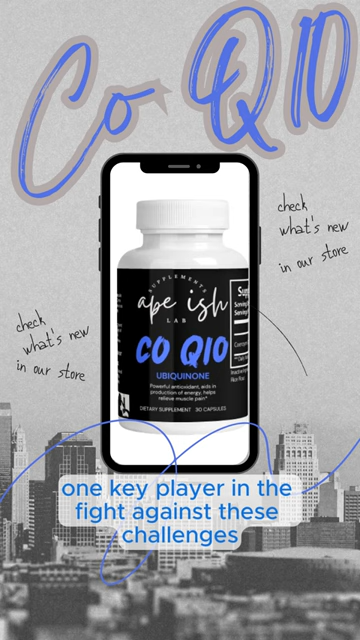 Co Q10
check
what's new
in our store
SUPPLEMENTS
ape ish
LAB
CO Q10
UBIQUINONE
Powerful antioxidant, aids in
production of energy, helps
relieve muscle pain*
DIETARY SUPPLEMENT 30 CAPSULES
check
what's new
in our store
one key player in the
fight against these
challenges